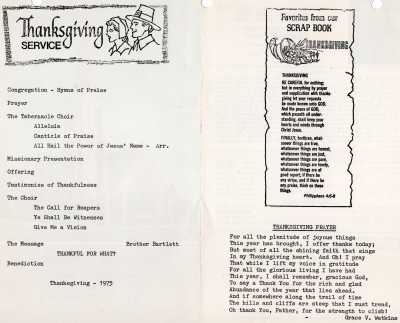 Thanksgiving
SERVICE
Congregation - Hymns of Praise
Prayer
The Tabernacle Choir
Alleluia
Canticle of Praise
All Hail the Power of Jesus' Name - Arr.
Missionary Presentation
Offering
Testimonies of Thankfulness
The Choir
The Call for Reapers
Ye Shall Be Witnesses
Give Me a Vision
The Message Brother Bartlett
THANKFUL FOR WHAT?
Benediction
Thanksgiving - 1975
Favorites from our
SCRAP BOOK
THANKSGIVING
THANKSGIVING
BE CAREFUL for nothing;
but in everything by prayer
and supplication with thanks-
giving let your requests
be made known unto GOD.
And the peace of GOD,
which passeth all under-
standing, shall keep your
hearts and minds through
Christ Jesus.
FINALLY, brethren, what-
soever things are true,
whatsoever things are honest,
whatsoever things are just,
whatsoever things are pure,
whatsoever things are lovely,
whatsoever things are of
good report; if there be
any virtue, and if there be
any praise, think on these
things.
Philippians 4:6-8
THANKSGIVING PRAYER
For all the plenitude of joyous things
This year has brought, I offer thanks today;
But most of all the shining faith that sings
In my Thanksgiving heart. And Oh! I pray
That while I lift my voice in gratitude
For all the glorious living I have had
This year, I shall remember, gracious God,
To say a Thank You for the rich and glad
Abundance of the year that lies ahead.
And if somewhere along the trail of time
The hills and cliffs are steep that I must tread,
Oh thank You, Father, for the strength to climb!
Grace V. Watkins